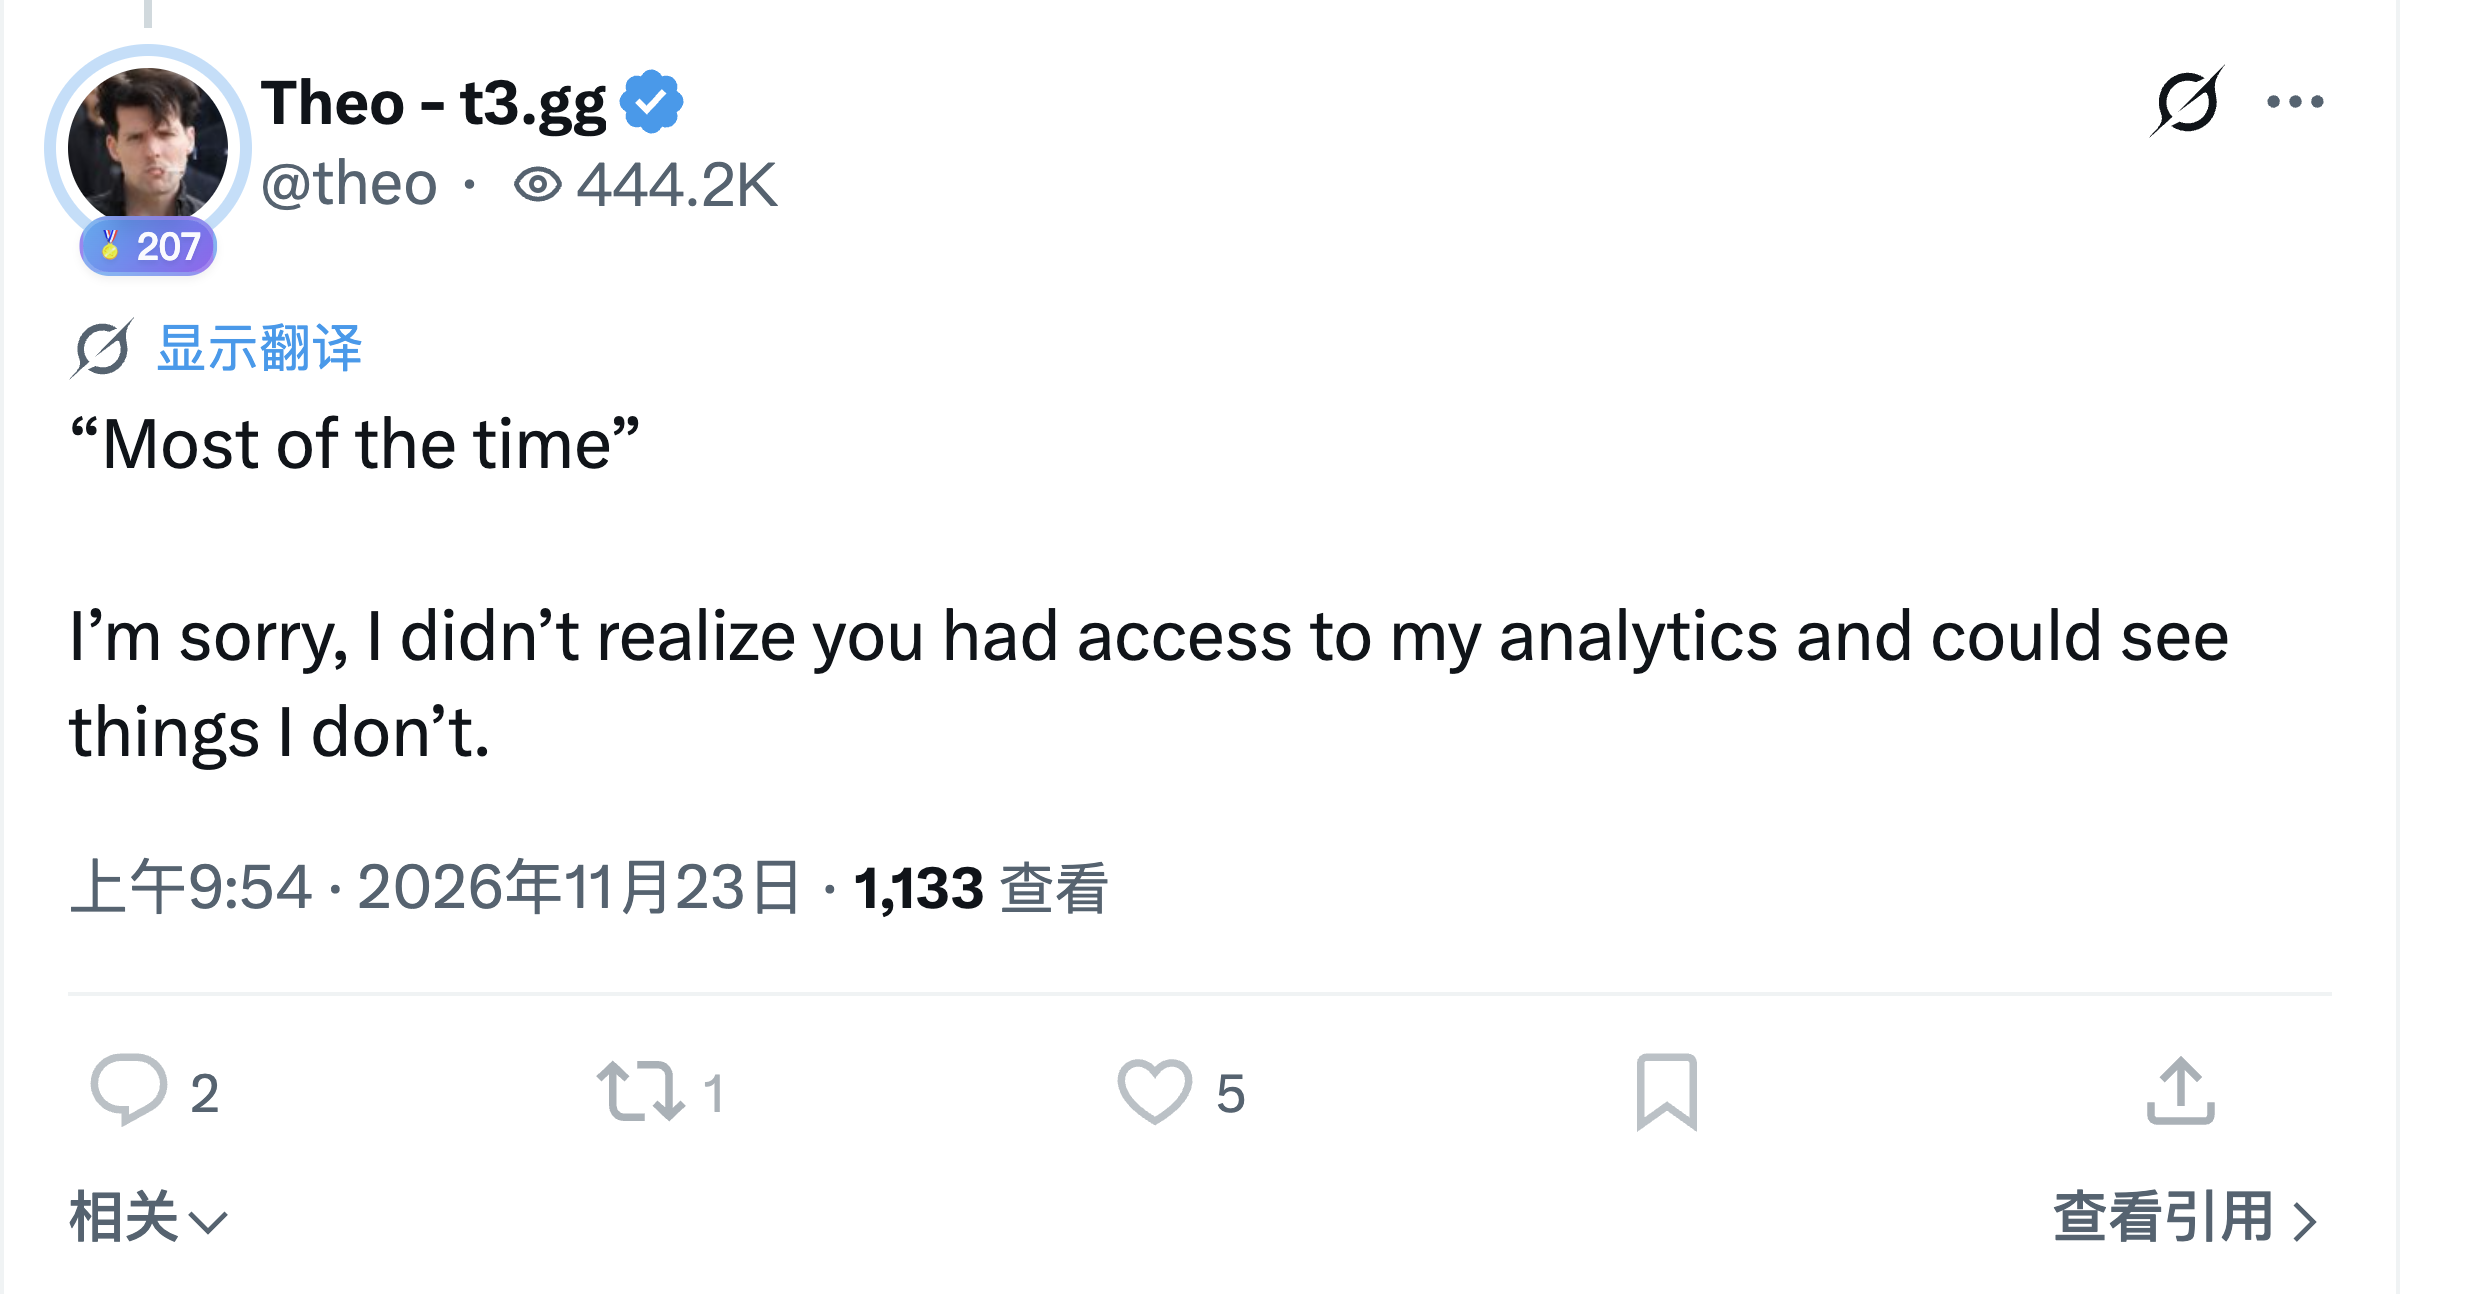 Theo - t3.gg
@theo · 444.2K
207
显示翻译
“Most of the time”
I’m sorry, I didn’t realize you had access to my analytics and could see
things I don’t.
上午9:54 · 2026年11月23日 · 1,133 查看
2 1 5
相关 查看引用